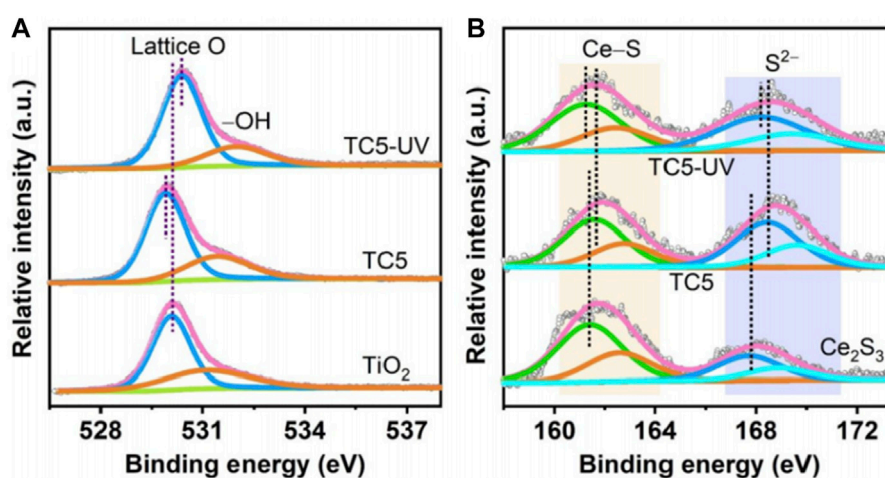 A
Relative intensity (a.u.)
Lattice O
–OH
TC5-UV
TC5
TiO₂
528 531 534 537
Binding energy (eV)
B
Relative intensity (a.u.)
Ce–S
S²⁻
TC5-UV
TC5
Ce₂S₃
160 164 168 172
Binding energy (eV)